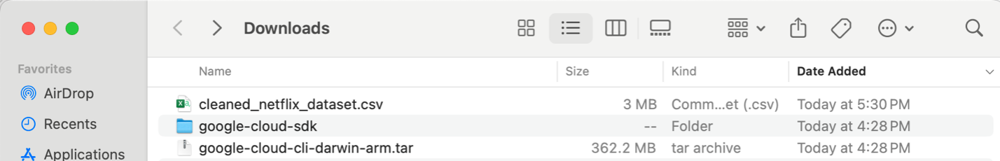 Downloads
Favorites
AirDrop
Recents
Applications
Name Size Kind Date Added
cleaned_netflix_dataset.csv 3 MB Comm...et (.csv) Today at 5:30 PM
google-cloud-sdk -- Folder Today at 4:28 PM
google-cloud-cli-darwin-arm.tar 362.2 MB tar archive Today at 4:28 PM